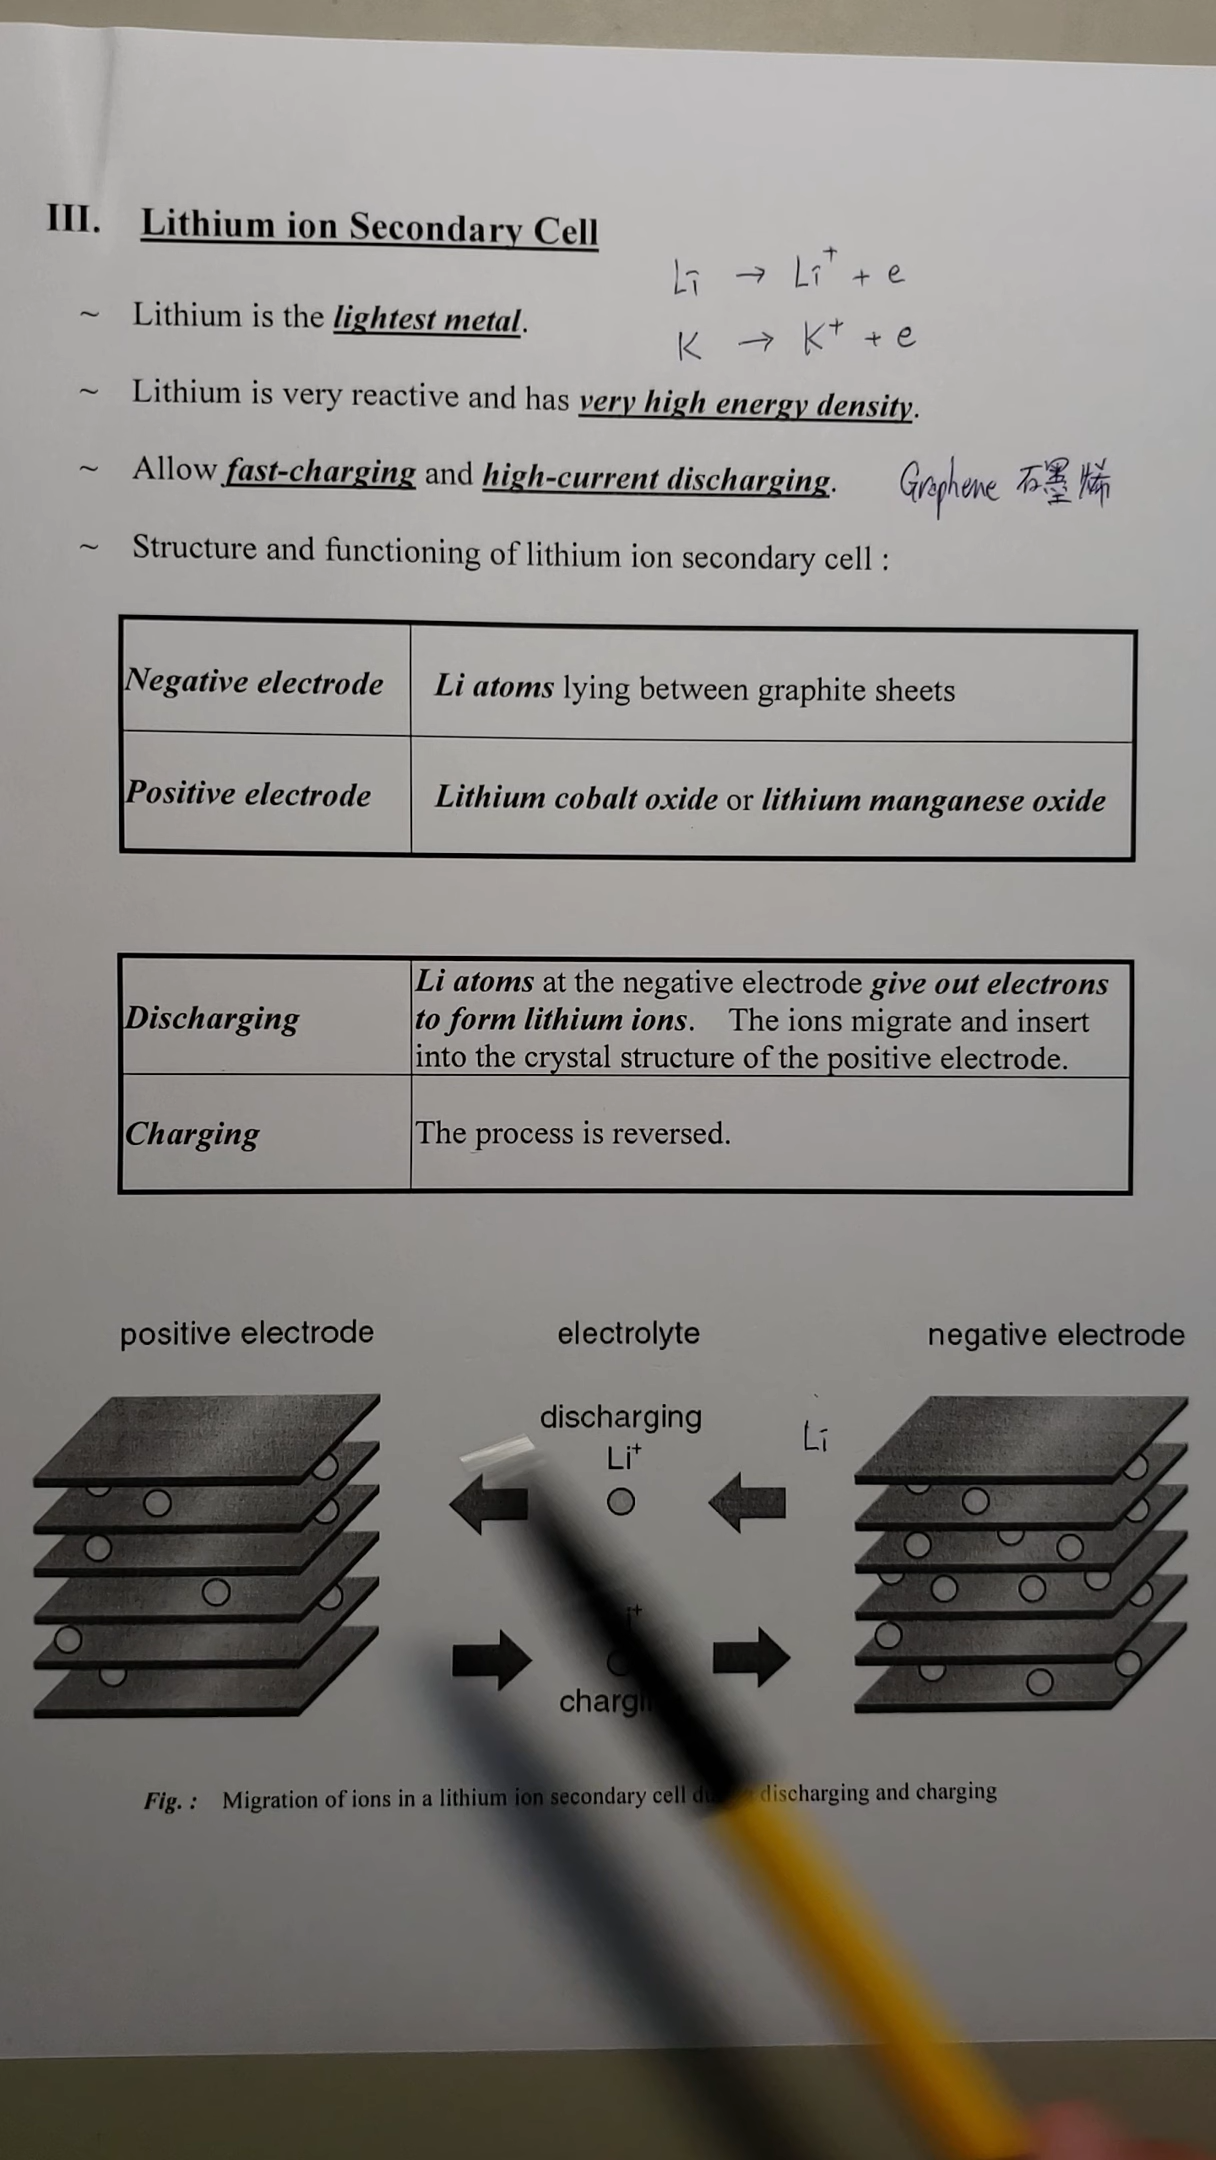 III. Lithium ion Secondary Cell
Li → Li⁺ + e
~ Lithium is the lightest metal.
K → K⁺ + e
~ Lithium is very reactive and has very high energy density.
~ Allow fast-charging and high-current discharging. Graphene 石墨烯
~ Structure and functioning of lithium ion secondary cell :
Negative electrode Li atoms lying between graphite sheets
Positive electrode Lithium cobalt oxide or lithium manganese oxide
Discharging Li atoms at the negative electrode give out electrons
to form lithium ions. The ions migrate and insert
into the crystal structure of the positive electrode.
Charging The process is reversed.
positive electrode electrolyte negative electrode
discharging
Li⁺ Li
Fig. : Migration of ions in a lithium ion secondary cell discharging and charging